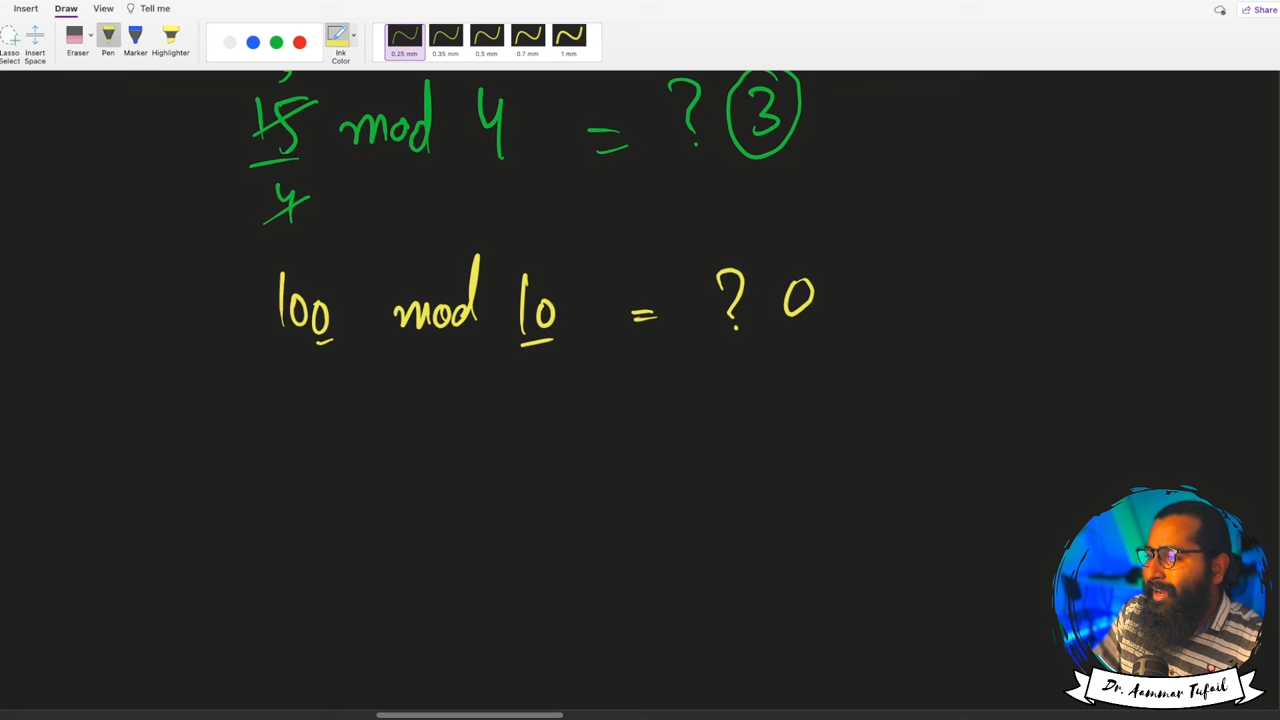 Insert Draw View Tell me
Share
Lasso Select
Insert Space
Eraser
Pen
Marker
Highlighter
Ink Color
0.25 mm
0.35 mm
0.5 mm
0.7 mm
1 mm
15 mod 4 = ? 3
4
100 mod 10 = ? 0
Dr. Aammar Tufail